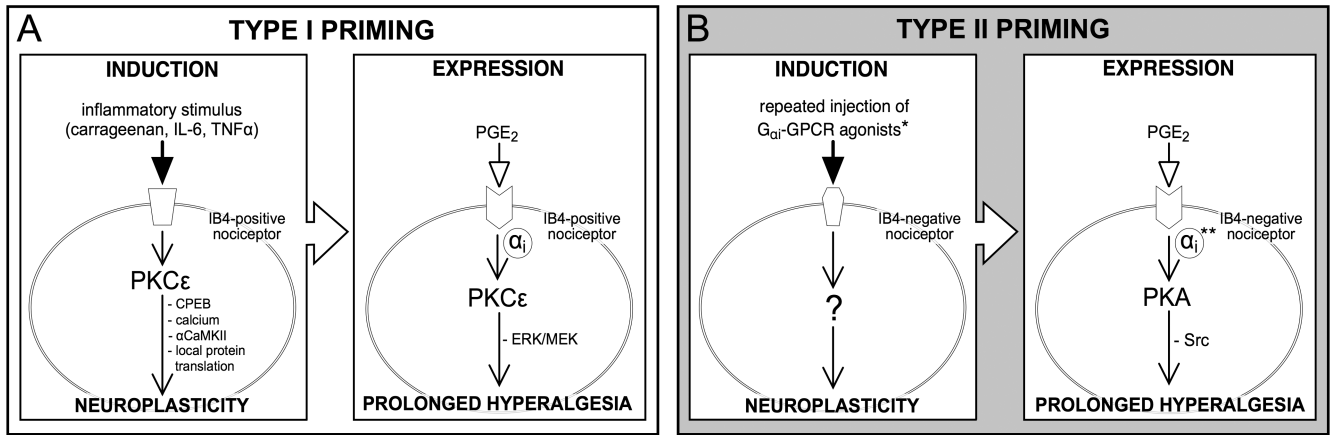 A
TYPE I PRIMING
INDUCTION
inflammatory stimulus
(carrageenan, IL-6, TNFα)
IB4-positive
nociceptor
PKCε
- CPEB
- calcium
- αCaMKII
- local protein
translation
NEUROPLASTICITY
EXPRESSION
PGE2
IB4-positive
nociceptor
αi
PKCε
- ERK/MEK
PROLONGED HYPERALGESIA
B
TYPE II PRIMING
INDUCTION
repeated injection of
Gαi-GPCR agonists*
IB4-negative
nociceptor
?
NEUROPLASTICITY
EXPRESSION
PGE2
IB4-negative
nociceptor
αi**
PKA
- Src
PROLONGED HYPERALGESIA